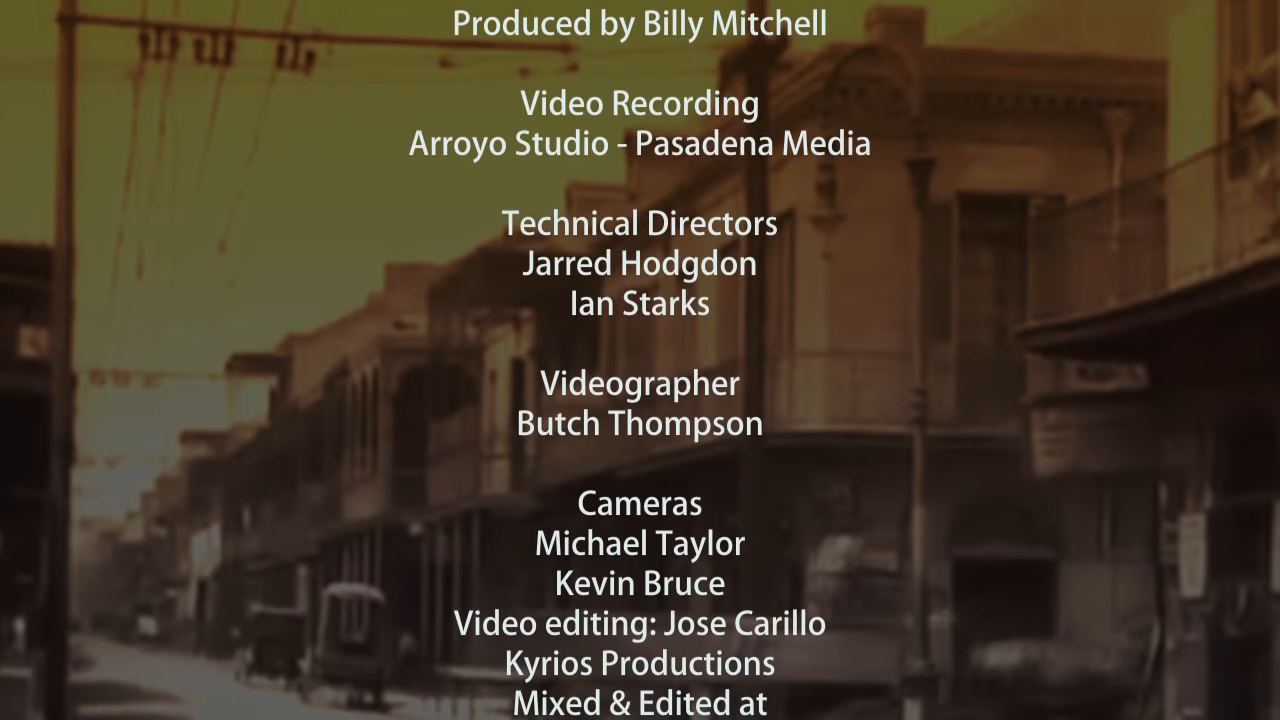 Produced by Billy Mitchell
Video Recording
Arroyo Studio - Pasadena Media
Technical Directors
Jarred Hodgdon
Ian Starks
Videographer
Butch Thompson
Cameras
Michael Taylor
Kevin Bruce
Video editing: Jose Carillo
Kyrios Productions
Mixed & Edited at